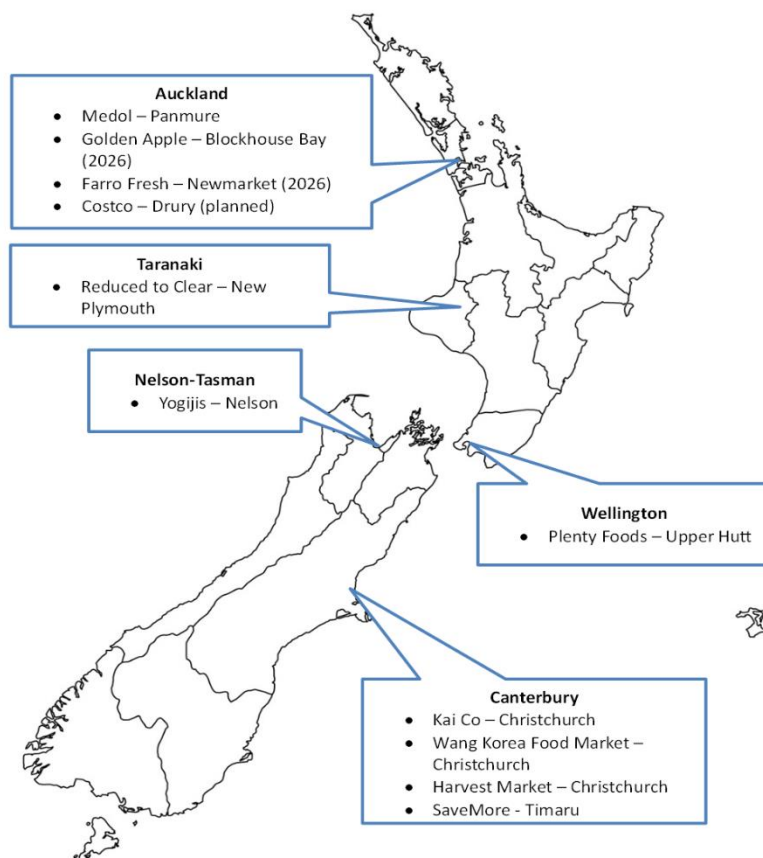 Auckland
• Medol – Panmure
• Golden Apple – Blockhouse Bay
(2026)
• Farro Fresh – Newmarket (2026)
• Costco – Drury (planned)
Taranaki
• Reduced to Clear – New
Plymouth
Nelson-Tasman
• Yogijis – Nelson
Wellington
• Plenty Foods – Upper Hutt
Canterbury
• Kai Co – Christchurch
• Wang Korea Food Market –
Christchurch
• Harvest Market – Christchurch
• SaveMore - Timaru